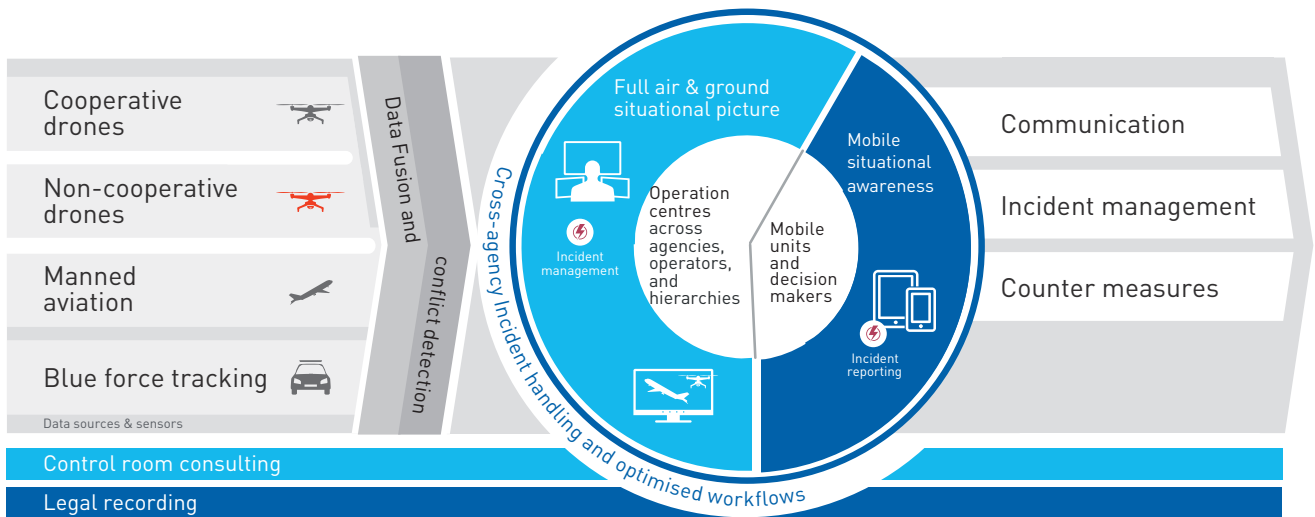 Cooperative
drones
Non-cooperative
drones
Manned
aviation
Blue force tracking
Data sources & sensors
Data Fusion and
conflict detection
Cross-agency Incident handling and optimised workflows
Full air & ground
situational picture
Incident
management
Operation
centres
across
agencies,
operators,
and
hierarchies
Mobile
situational
awareness
Mobile
units
and
decision
makers
Incident
reporting
Communication
Incident management
Counter measures
Control room consulting
Legal recording